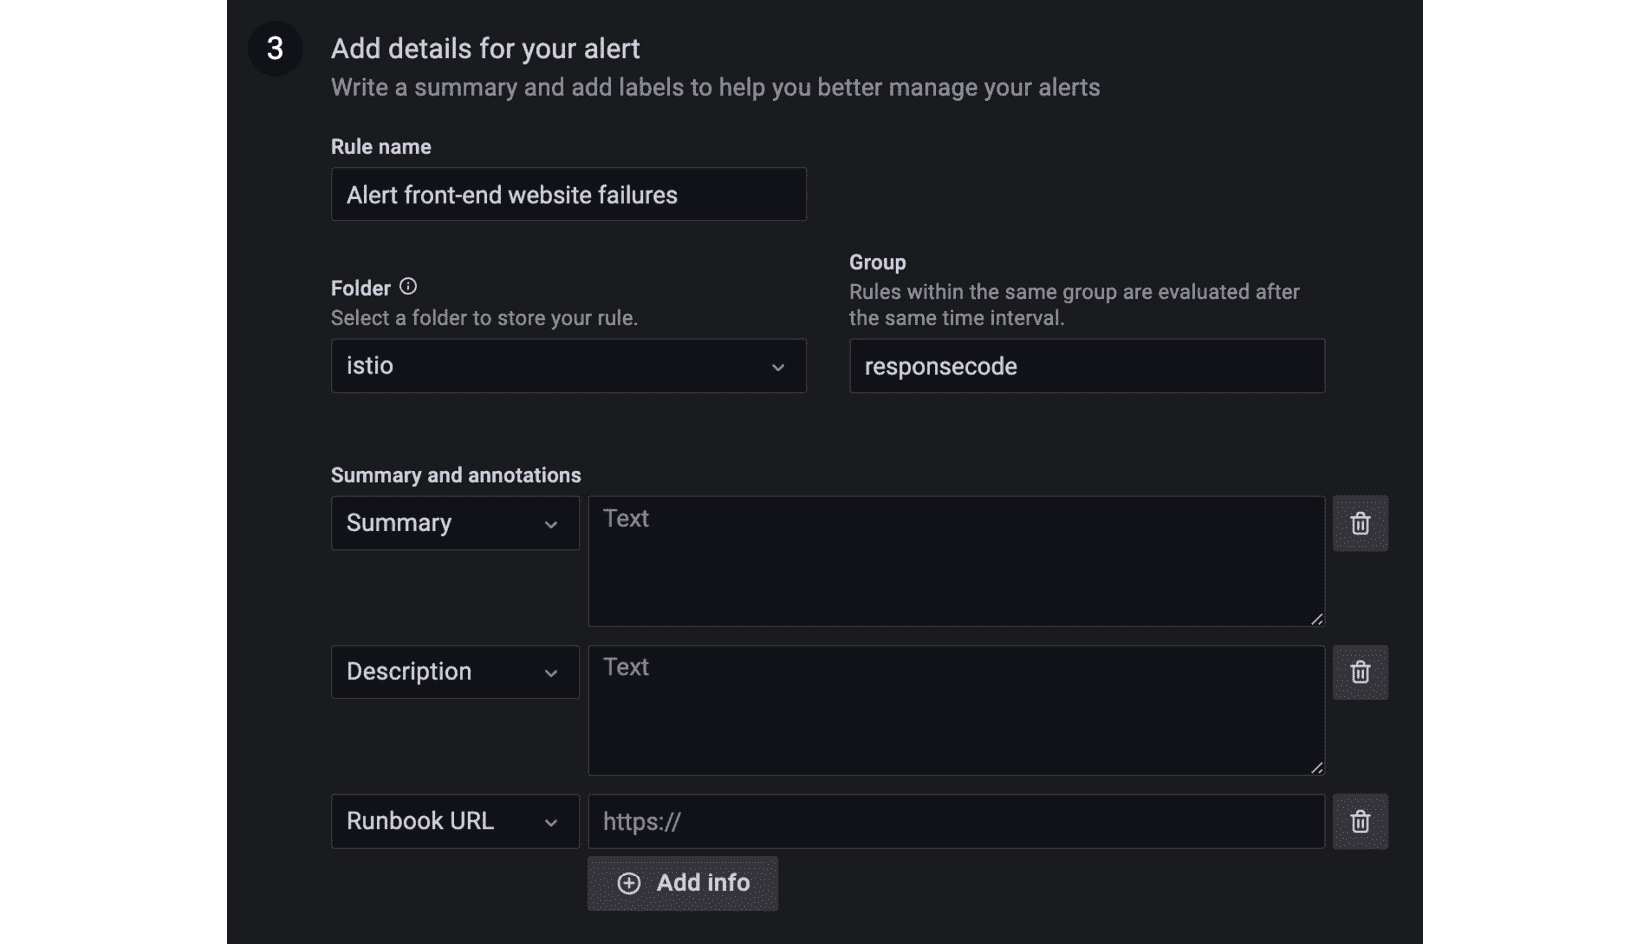 3
Add details for your alert
Write a summary and add labels to help you better manage your alerts
Rule name
Alert front-end website failures
Folder
Select a folder to store your rule.
istio
Group
Rules within the same group are evaluated after
the same time interval.
responsecode
Summary and annotations
Summary
Text
Description
Text
Runbook URL
https://
Add info